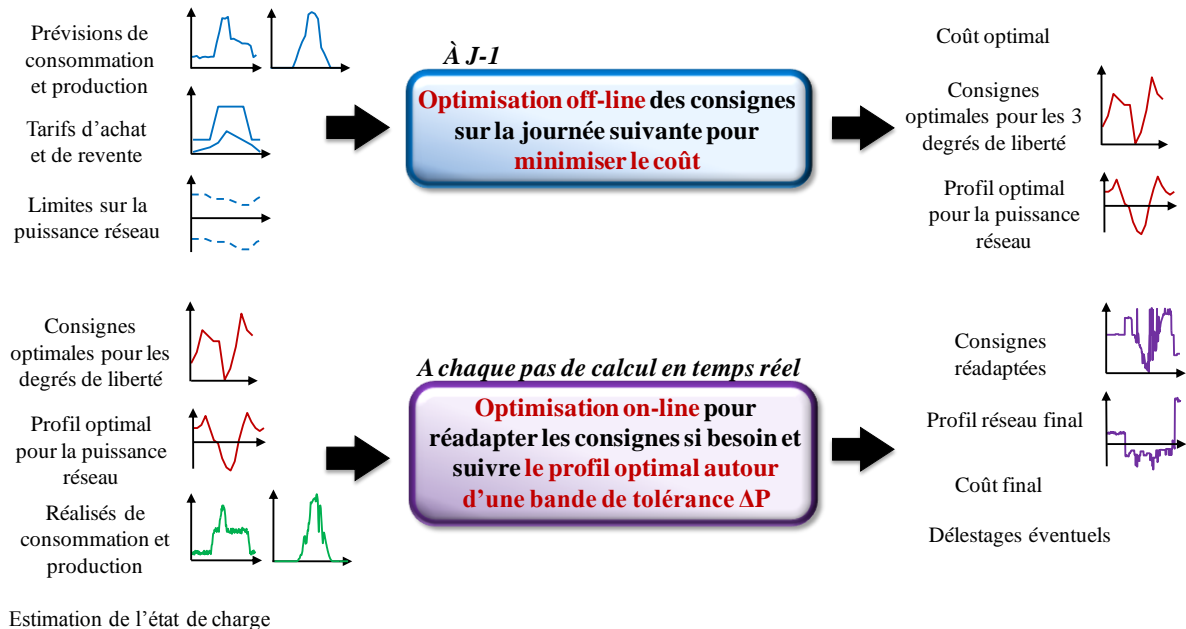 Prévisions de
consommation
et production
Tarifs d'achat
et de revente
Limites sur la
puissance réseau
À J-1
Optimisation off-line des consignes
sur la journée suivante pour
minimiser le coût
Coût optimal
Consignes
optimales pour les 3
degrés de liberté
Profil optimal
pour la puissance
réseau
Consignes
optimales pour les
degrés de liberté
Profil optimal
pour la puissance
réseau
Réalisés de
consommation et
production
Estimation de l'état de charge
A chaque pas de calcul en temps réel
Optimisation on-line pour
réadapter les consignes si besoin et
suivre le profil optimal autour
d'une bande de tolérance ΔP
Consignes
réadaptées
Profil réseau final
Coût final
Délestages éventuels